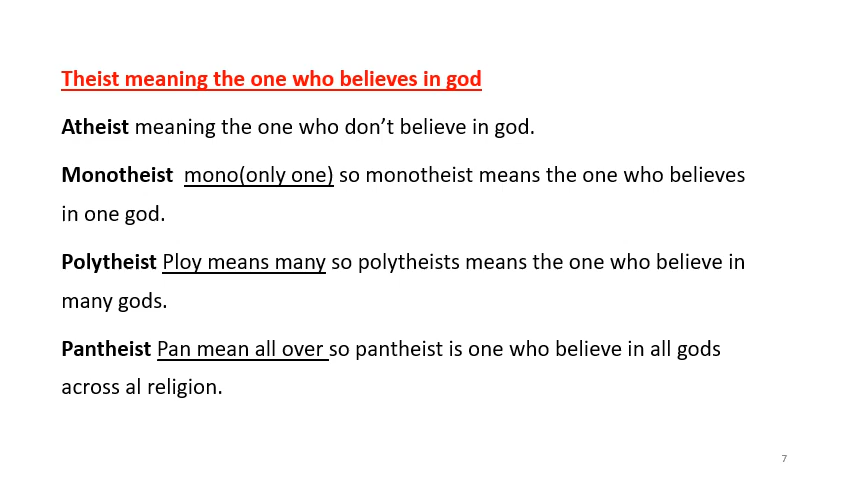 Theist meaning the one who believes in god
Atheist meaning the one who don’t believe in god.
Monotheist mono(only one) so monotheist means the one who believes
in one god.
Polytheist Ploy means many so polytheists means the one who believe in
many gods.
Pantheist Pan mean all over so pantheist is one who believe in all gods
across al religion.
7